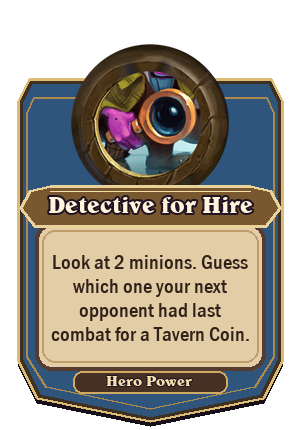 Detective for Hire
Look at 2 minions. Guess
which one your next
opponent had last
combat for a Tavern Coin.
Hero Power